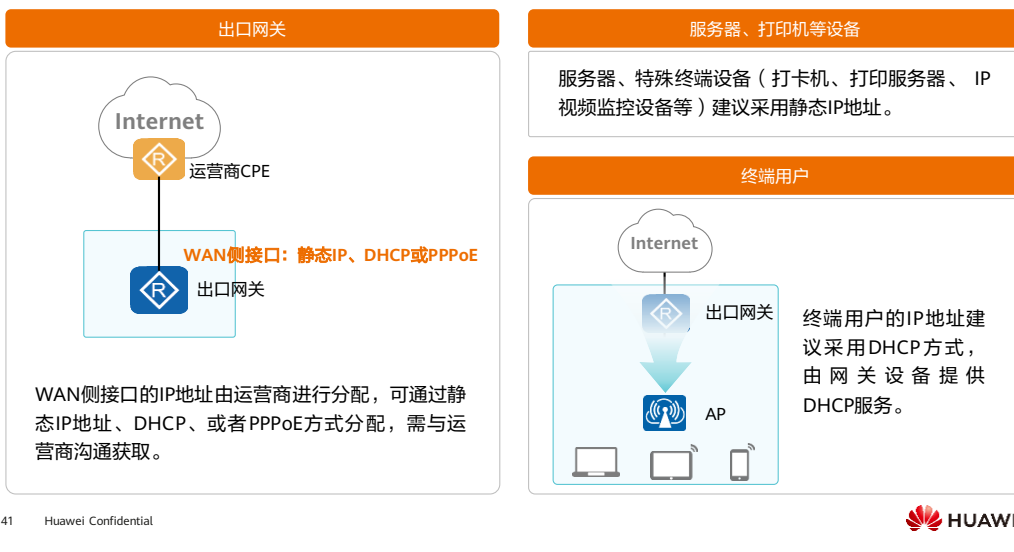 出口网关
Internet
R
运营商CPE
WAN侧接口：静态IP、DHCP或PPPoE
R
出口网关
WAN侧接口的IP地址由运营商进行分配，可通过静
态IP地址、DHCP、或者PPPoE方式分配，需与运
营商沟通获取。
服务器、打印机等设备
服务器、特殊终端设备（打卡机、打印服务器、 IP
视频监控设备等）建议采用静态IP地址。
终端用户
Internet
R
出口网关
AP
终端用户的IP地址建
议采用DHCP方式，
由网关设备提供
DHCP服务。
41 Huawei Confidential
HUAWE